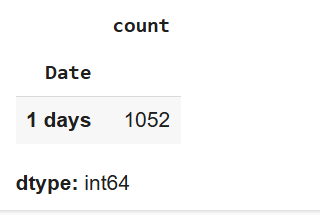 count
Date
1 days 1052
dtype: int64